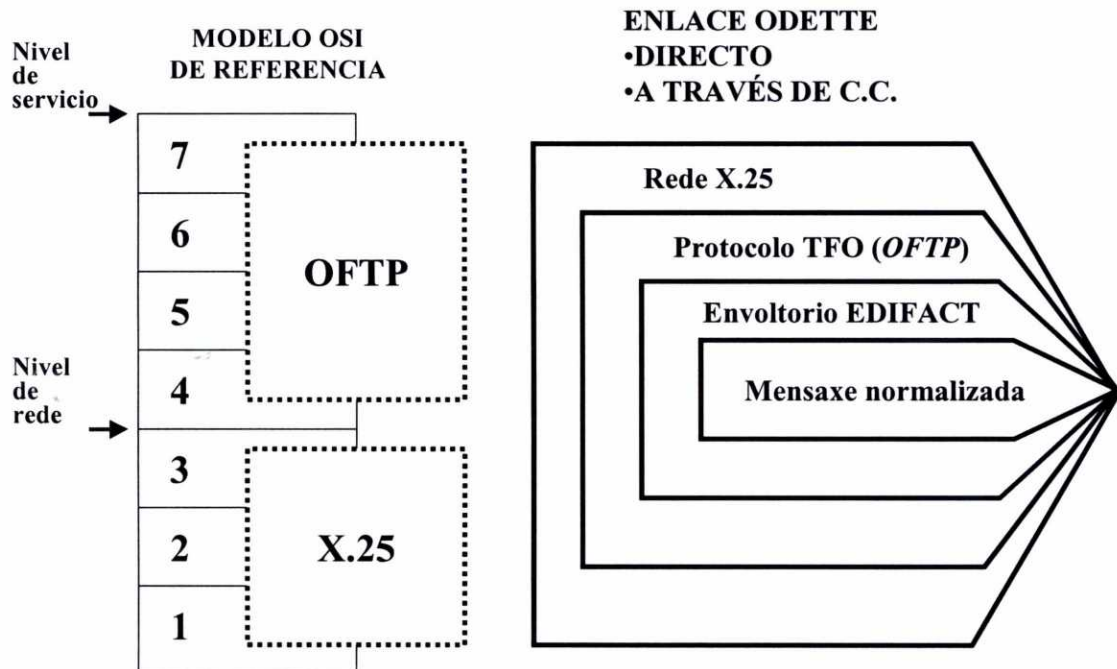 Nivel
de
servicio
MODELO OSI
DE REFERENCIA
7
6
5
4
3
2
1
OFTP
X.25
Nivel
de
rede
ENLACE ODETTE
•DIRECTO
•A TRAVÉS DE C.C.
Rede X.25
Protocolo TFO (OFTP)
Envoltorio EDIFACT
Mensaxe normalizada